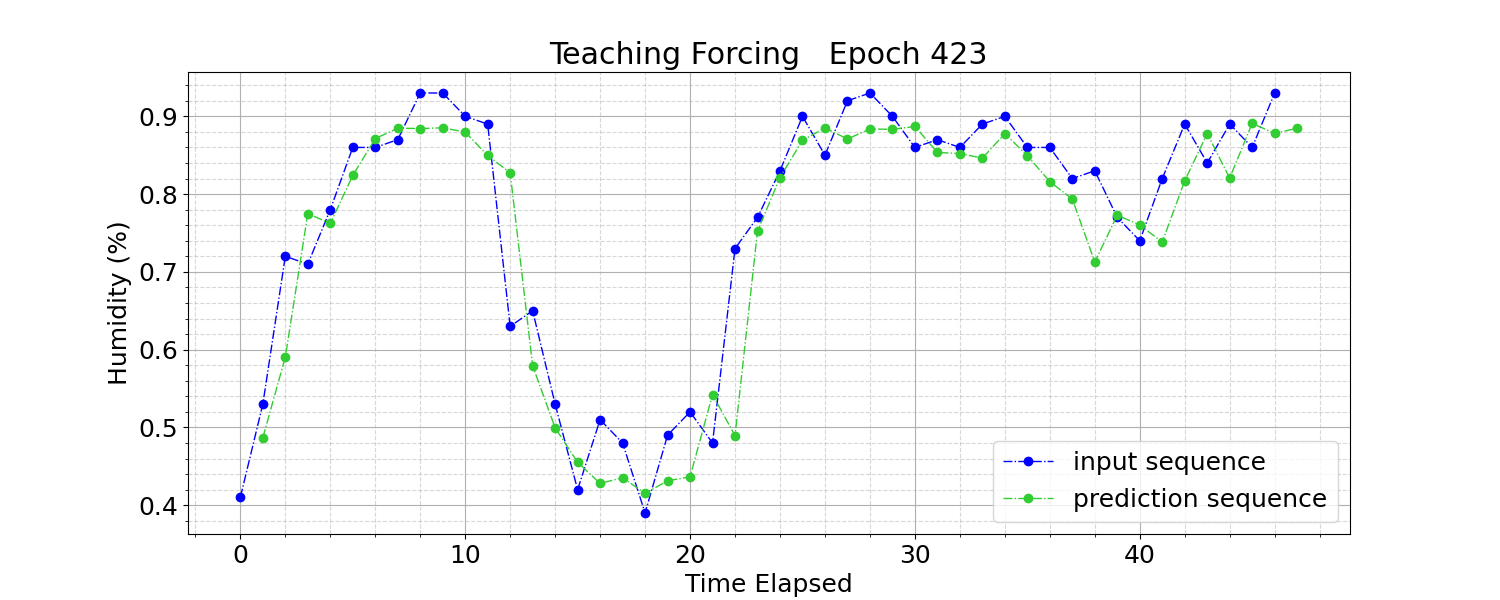 Teaching Forcing   Epoch 423
Humidity (%)
0.9
0.8
0.7
0.6
0.5
0.4
input sequence
prediction sequence
0 10 20 30 40
Time Elapsed